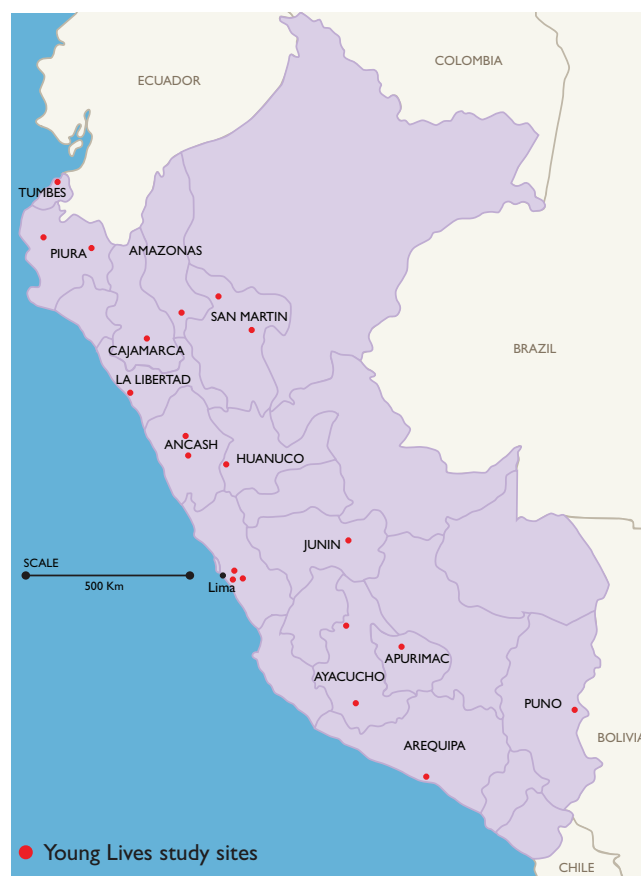 COLOMBIA
ECUADOR
TUMBES
PIURA
AMAZONAS
SAN MARTIN
CAJAMARCA
BRAZIL
LA LIBERTAD
ANCASH
HUANUCO
JUNIN
SCALE
500 Km
Lima
APURIMAC
AYACUCHO
PUNO
BOLIVIA
AREQUIPA
Young Lives study sites
CHILE